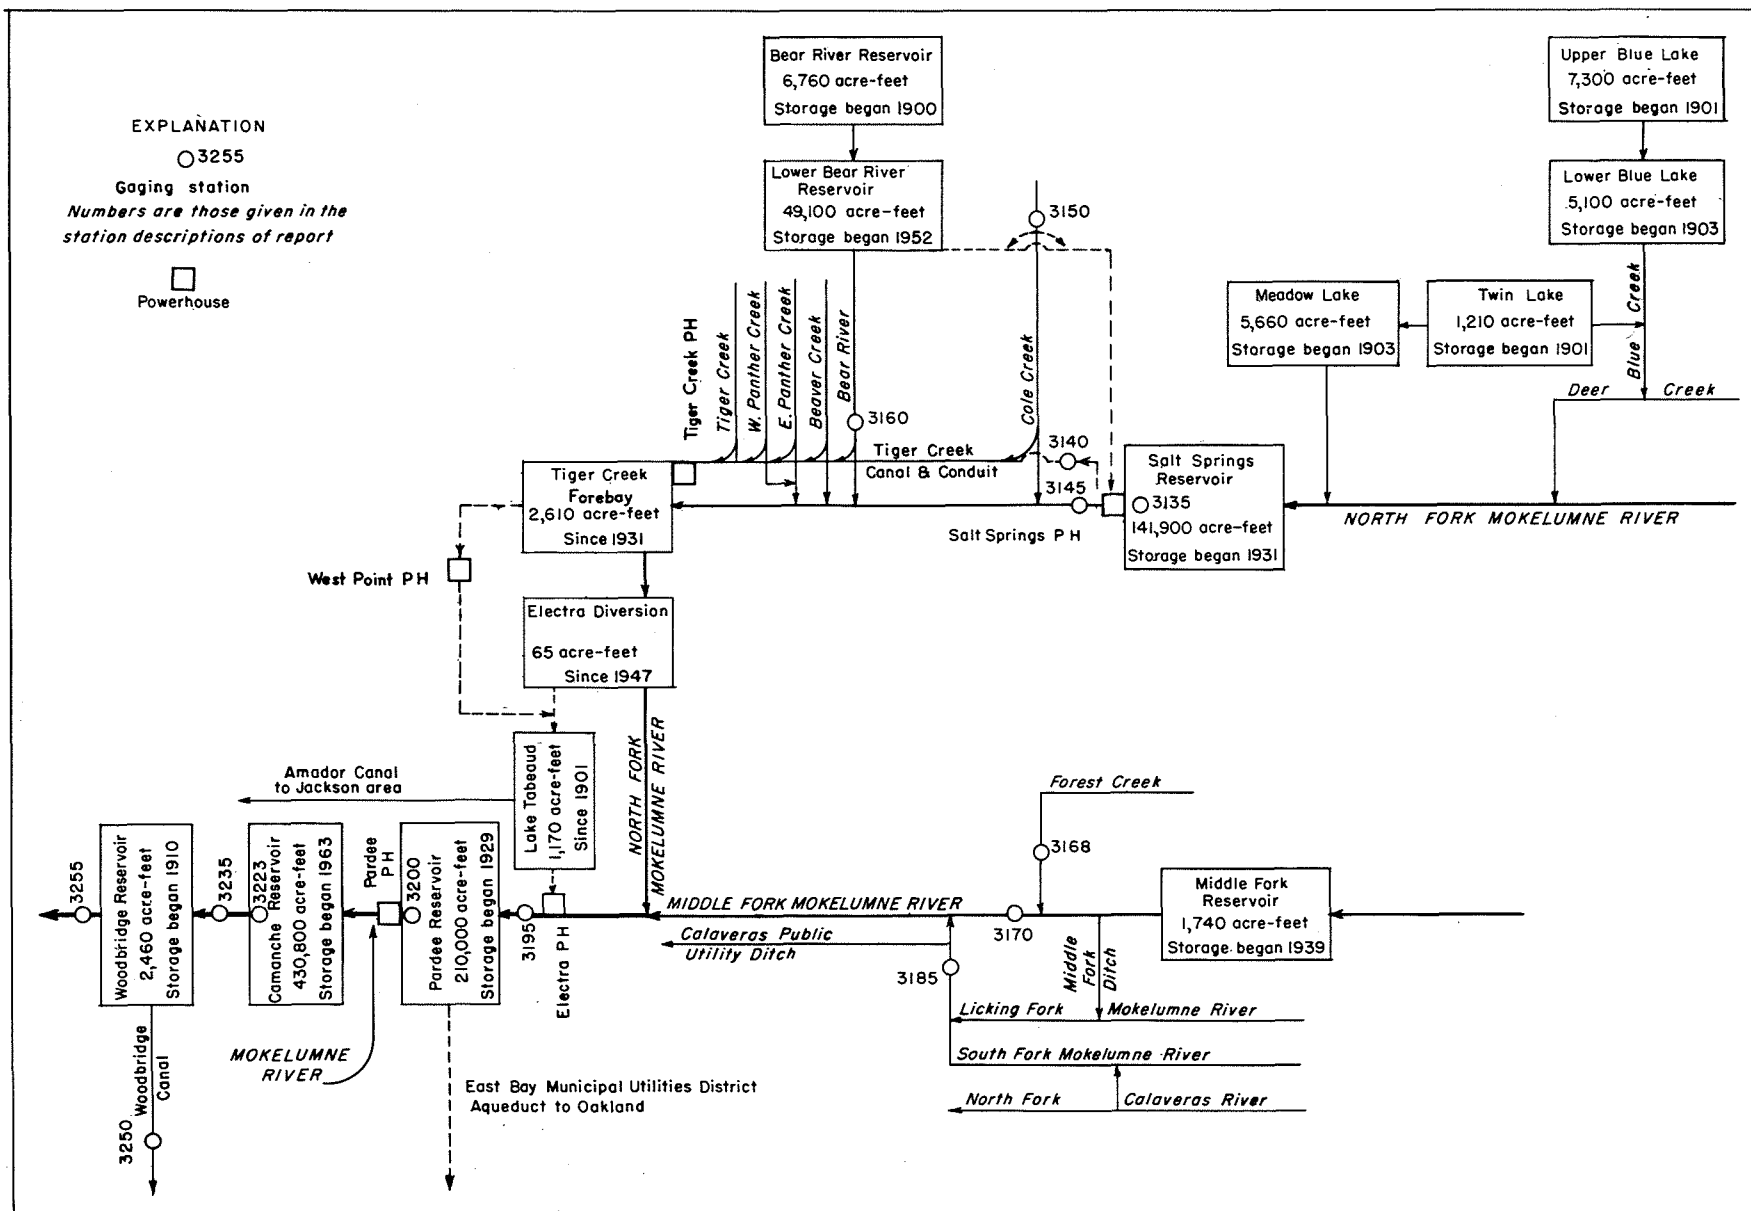 EXPLANATION
3255
Gaging station
Numbers are those given in the
station descriptions of report
Powerhouse
Bear River Reservoir
6,760 acre-feet
Storage began 1900
Lower Bear River
Reservoir
49,100 acre-feet
Storage began 1952
3150
Upper Blue Lake
7,300 acre-feet
Storage began 1901
Lower Blue Lake
5,100 acre-feet
Storage began 1903
Blue Creek
Meadow Lake
5,660 acre-feet
Storage began 1903
Twin Lake
1,210 acre-feet
Storage began 1901
Deer Creek
Tiger Creek PH
Tiger Creek
W. Panther Creek
E. Panther Creek
Beaver Creek
Bear River
Cole Creek
3160
Tiger Creek
Canal & Conduit
3140
3145
Salt Springs PH
Salt Springs
Reservoir
3135
141,900 acre-feet
Storage began 1931
NORTH FORK MOKELUMNE RIVER
Tiger Creek
Forebay
2,610 acre-feet
Since 1931
West Point PH
Electra Diversion
65 acre-feet
Since 1947
NORTH FORK
MOKELUMNE RIVER
Lake Tabeaud
1,170 acre-feet
Since 1901
Amador Canal
to Jackson area
Forest Creek
3168
Middle Fork
Reservoir
1,740 acre-feet
Storage began 1939
MIDDLE FORK MOKELUMNE RIVER
3170
Calaveras Public
Utility Ditch
Middle
Fork
Ditch
3185
Licking Fork Mokelumne River
South Fork Mokelumne River
North Fork Calaveras River
3255
Woodbridge Reservoir
2,460 acre-feet
Storage began 1910
3235
3223
Camanche Reservoir
430,800 acre-feet
Storage began 1963
Pardee
PH
3200
Pardee Reservoir
210,000 acre-feet
Storage began 1929
3195
Electra PH
MOKELUMNE
RIVER
Woodbridge
Canal
3250
East Bay Municipal Utilities District
Aqueduct to Oakland